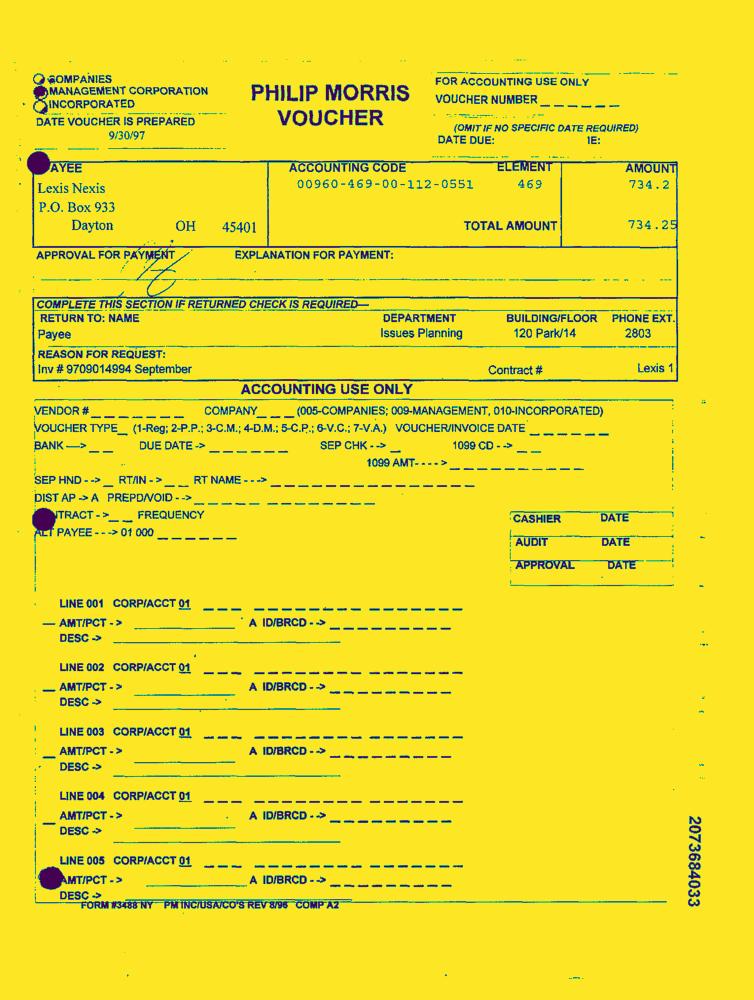 COMPANIES
MANAGEMENT CORPORATION
INCORPORATED
DATE VOUCHER IS PREPARED
9/30/97
PHILIP MORRIS
VOUCHER
FOR ACCOUNTING USE ONLY
VOUCHER NUMBER _ _ _ _ _
(OMIT IF NO SPECIFIC DATE REQUIRED)
DATE DUE: IE:
AYEE ACCOUNTING CODE ELEMENT AMOUNT
Lexis Nexis 00960-469-00-112-0551 469 734.2
P.O. Box 933
Dayton OH 45401 TOTAL AMOUNT 734.25
APPROVAL FOR PAYMENT EXPLANATION FOR PAYMENT:
COMPLETE THIS SECTION IF RETURNED CHECK IS REQUIRED—
RETURN TO: NAME DEPARTMENT BUILDING/FLOOR PHONE EXT.
Payee Issues Planning 120 Park/14 2803
REASON FOR REQUEST:
Inv # 9709014994 September Contract # Lexis 1
ACCOUNTING USE ONLY
VENDOR # _ _ _ _ _ _ _ COMPANY _ _ _ (005-COMPANIES; 009-MANAGEMENT, 010-INCORPORATED)
VOUCHER TYPE _ (1-Reg; 2-P.P.; 3-C.M.; 4-D.M.; 5-C.P.; 6-V.C.; 7-V.A.) VOUCHER/INVOICE DATE _ _ _ _ _ _
BANK —> _ _ DUE DATE -> _ _ _ _ _ _ SEP CHK - -> _ 1099 CD - -> _ _
1099 AMT- - - - > _ _ _ _ _ _ _ _ _
SEP HND - -> _ RT/IN - > _ _ RT NAME - - -> _ _ _ _ _ _ _ _ _ _ _ _ _
DIST AP -> A PREPD/VOID - -> _ _ _ _ _ _ _ _ _ _ _
NTRACT - > _ _ FREQUENCY
ALT PAYEE - - -> 01 000 _ _ _ _ _ _
CASHIER DATE
AUDIT DATE
APPROVAL DATE
LINE 001 CORP/ACCT 01 _ _ _ _ _ _ _ _ _ _ _ _ _ _
— AMT/PCT - > A ID/BRCD - -> _ _ _ _ _ _ _ _
DESC ->
LINE 002 CORP/ACCT 01 _ _ _ _ _ _ _ _ _ _ _ _ _ _
— AMT/PCT - > A ID/BRCD - -> _ _ _ _ _ _ _ _
DESC ->
LINE 003 CORP/ACCT 01 _ _ _ _ _ _ _ _ _ _ _ _ _ _
— AMT/PCT - > A ID/BRCD - -> _ _ _ _ _ _ _ _
DESC ->
LINE 004 CORP/ACCT 01 _ _ _ _ _ _ _ _ _ _ _ _ _ _
— AMT/PCT - > A ID/BRCD - -> _ _ _ _ _ _ _ _
DESC ->
LINE 005 CORP/ACCT 01 _ _ _ _ _ _ _ _ _ _ _ _ _ _
AMT/PCT - > A ID/BRCD - -> _ _ _ _ _ _ _ _
DESC ->
FORM #3488 NY PM INC/USA/CO'S REV 8/96 COMP A2
2073684033